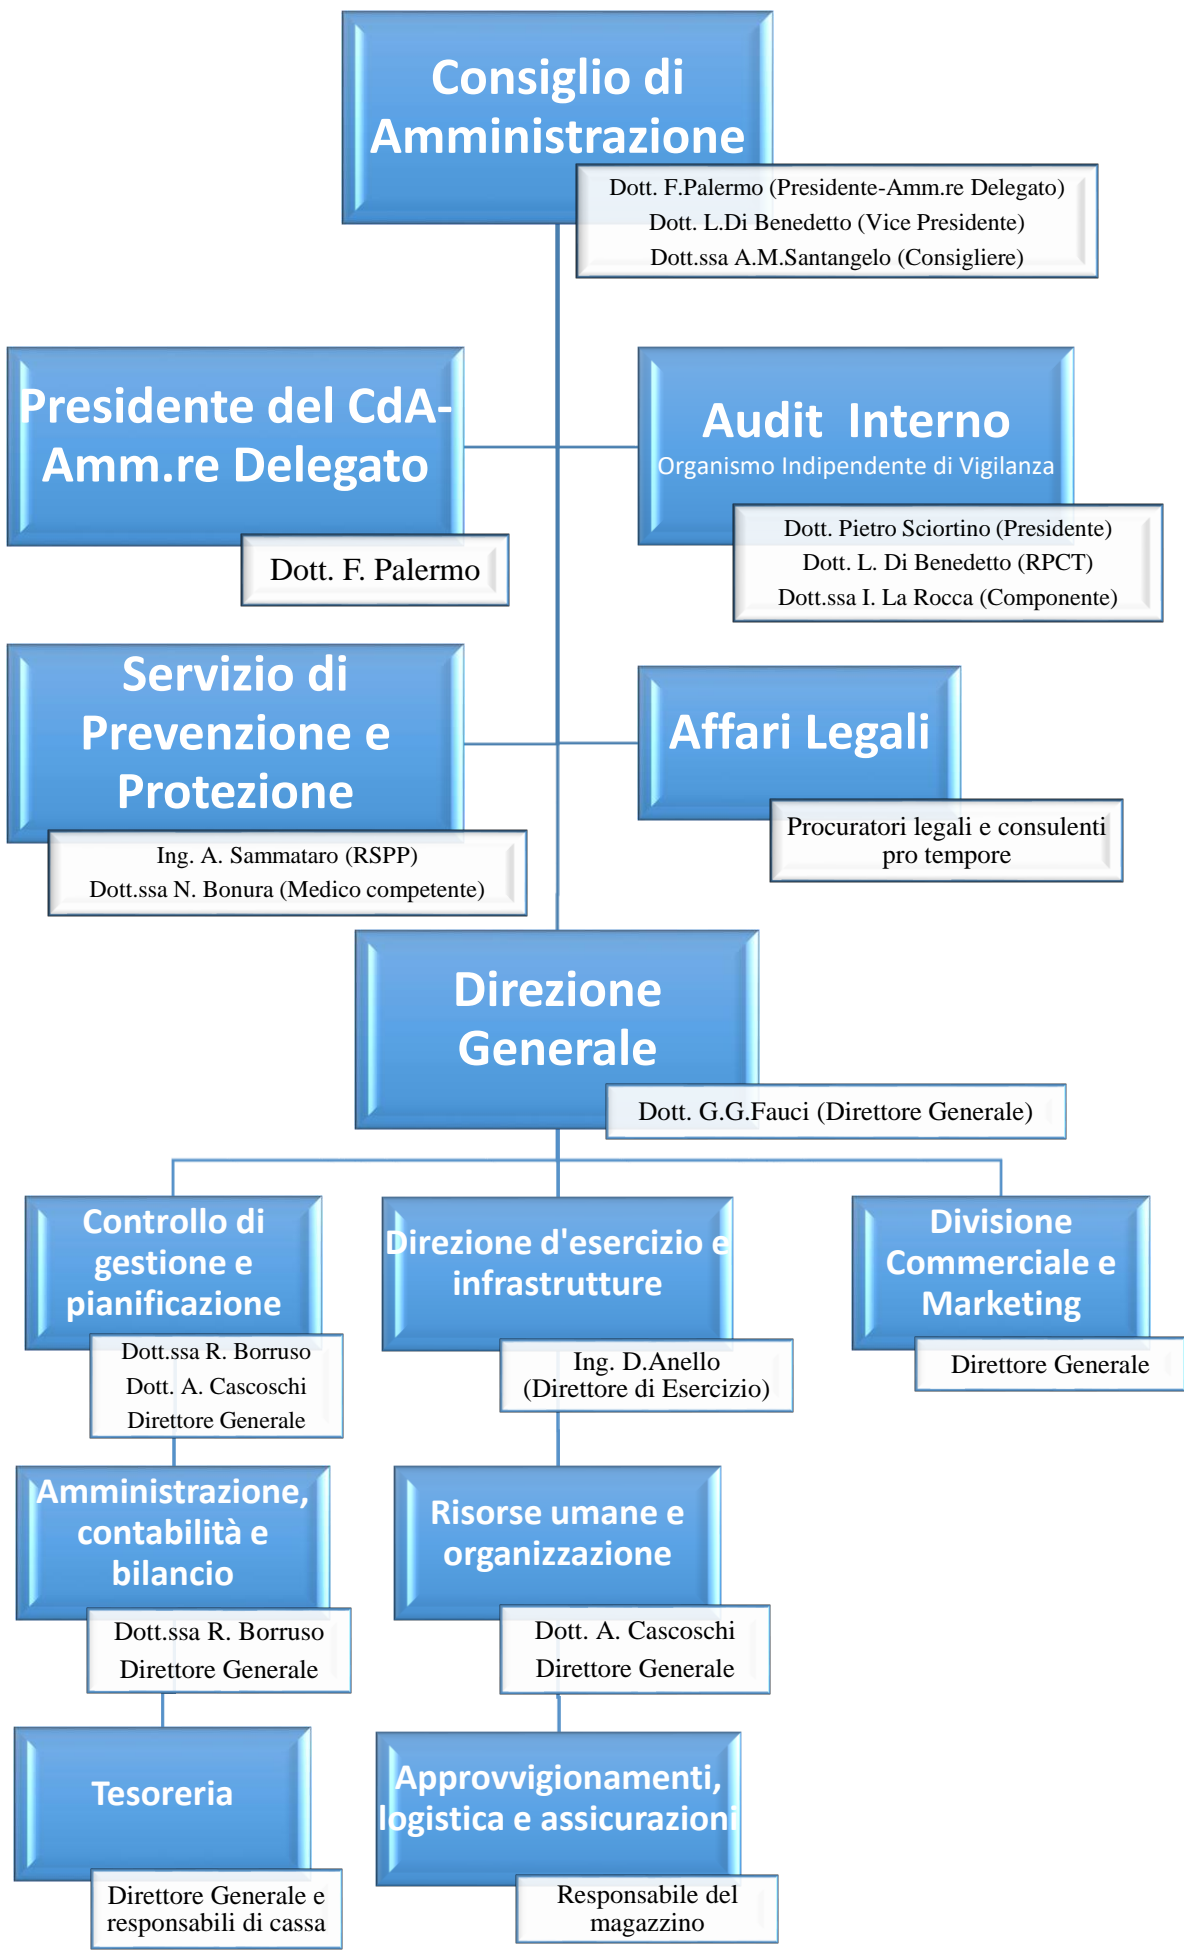 Consiglio di
Amministrazione
Dott. F.Palermo (Presidente-Amm.re Delegato)
Dott. L.Di Benedetto (Vice Presidente)
Dott.ssa A.M.Santangelo (Consigliere)
Presidente del CdA-
Amm.re Delegato
Dott. F. Palermo
Audit  Interno
Organismo Indipendente di Vigilanza
Dott. Pietro Sciortino (Presidente)
Dott. L. Di Benedetto (RPCT)
Dott.ssa I. La Rocca (Componente)
Servizio di
Prevenzione e
Protezione
Ing. A. Sammataro (RSPP)
Dott.ssa N. Bonura (Medico competente)
Affari Legali
Procuratori legali e consulenti
pro tempore
Direzione
Generale
Dott. G.G.Fauci (Direttore Generale)
Controllo di
gestione e
pianificazione
Dott.ssa R. Borruso
Dott. A. Cascoschi
Direttore Generale
Direzione d'esercizio e
infrastrutture
Ing. D.Anello
(Direttore di Esercizio)
Divisione
Commerciale e
Marketing
Direttore Generale
Amministrazione,
contabilità e
bilancio
Dott.ssa R. Borruso
Direttore Generale
Risorse umane e
organizzazione
Dott. A. Cascoschi
Direttore Generale
Tesoreria
Direttore Generale e
responsabili di cassa
Approvvigionamenti,
logistica e assicurazioni
Responsabile del
magazzino